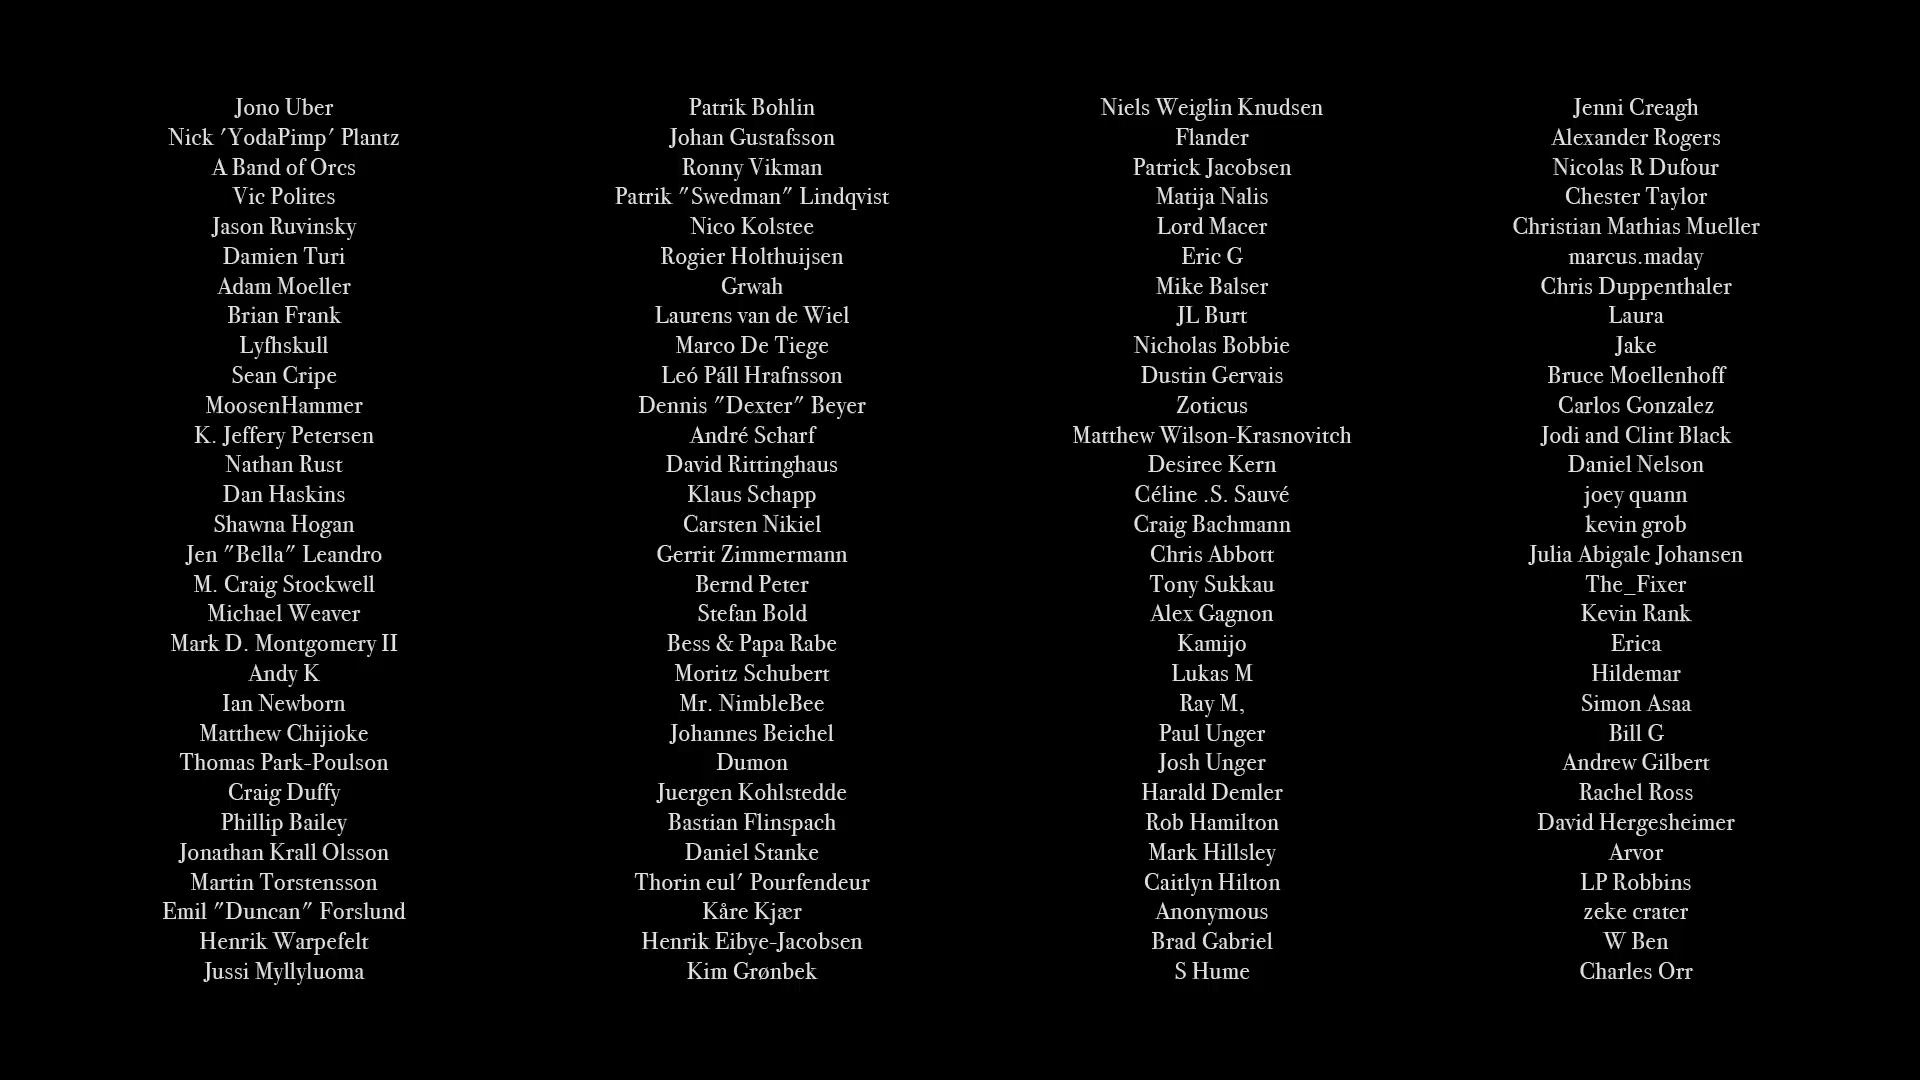 Jono Uber
Nick 'YodaPimp' Plantz
A Band of Orcs
Vic Polites
Jason Ruvinsky
Damien Turi
Adam Moeller
Brian Frank
Lyfhskull
Sean Cripe
MoosenHammer
K. Jeffery Petersen
Nathan Rust
Dan Haskins
Shawna Hogan
Jen "Bella" Leandro
M. Craig Stockwell
Michael Weaver
Mark D. Montgomery II
Andy K
Ian Newborn
Matthew Chijioke
Thomas Park-Poulson
Craig Duffy
Phillip Bailey
Jonathan Krall Olsson
Martin Torstensson
Emil "Duncan" Forslund
Henrik Warpefelt
Jussi Myllyluoma
Patrik Bohlin
Johan Gustafsson
Ronny Vikman
Patrik "Swedman" Lindqvist
Nico Kolstee
Rogier Holthuijsen
Grwah
Laurens van de Wiel
Marco De Tiege
Leó Páll Hrafnsson
Dennis "Dexter" Beyer
André Scharf
David Rittinghaus
Klaus Schapp
Carsten Nikiel
Gerrit Zimmermann
Bernd Peter
Stefan Bold
Bess & Papa Rabe
Moritz Schubert
Mr. NimbleBee
Johannes Beichel
Dumon
Juergen Kohlstedde
Bastian Flinspach
Daniel Stanke
Thorin eul' Pourfendeur
Kåre Kjær
Henrik Eibye-Jacobsen
Kim Grønbek
Niels Weiglin Knudsen
Flander
Patrick Jacobsen
Matija Nalis
Lord Macer
Eric G
Mike Balser
JL Burt
Nicholas Bobbie
Dustin Gervais
Zoticus
Matthew Wilson-Krasnovitch
Desiree Kern
Céline .S. Sauvé
Craig Bachmann
Chris Abbott
Tony Sukkau
Alex Gagnon
Kamijo
Lukas M
Ray M,
Paul Unger
Josh Unger
Harald Demler
Rob Hamilton
Mark Hillsley
Caitlyn Hilton
Anonymous
Brad Gabriel
S Hume
Jenni Creagh
Alexander Rogers
Nicolas R Dufour
Chester Taylor
Christian Mathias Mueller
marcus.maday
Chris Duppenthaler
Laura
Jake
Bruce Moellenhoff
Carlos Gonzalez
Jodi and Clint Black
Daniel Nelson
joey quann
kevin grob
Julia Abigale Johansen
The_Fixer
Kevin Rank
Erica
Hildemar
Simon Asaa
Bill G
Andrew Gilbert
Rachel Ross
David Hergesheimer
Arvor
LP Robbins
zeke crater
W Ben
Charles Orr